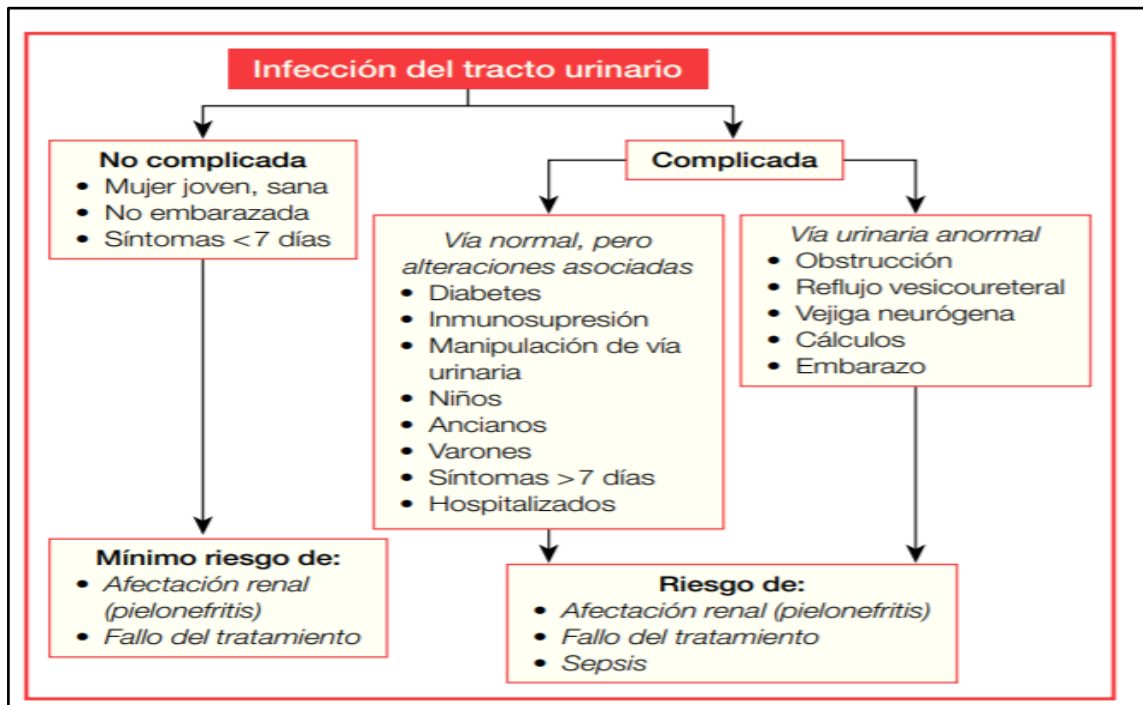 Infección del tracto urinario
No complicada
• Mujer joven, sana
• No embarazada
• Síntomas < 7 días
Complicada
Vía normal, pero
alteraciones asociadas
• Diabetes
• Inmunosupresión
• Manipulación de vía
urinaria
• Niños
• Ancianos
• Varones
• Síntomas > 7 días
• Hospitalizados
Vía urinaria anormal
• Obstrucción
• Reflujo vesicoureteral
• Vejiga neurógena
• Cálculos
• Embarazo
Mínimo riesgo de:
• Afectación renal
(pielonefritis)
• Fallo del tratamiento
Riesgo de:
• Afectación renal (pielonefritis)
• Fallo del tratamiento
• Sepsis